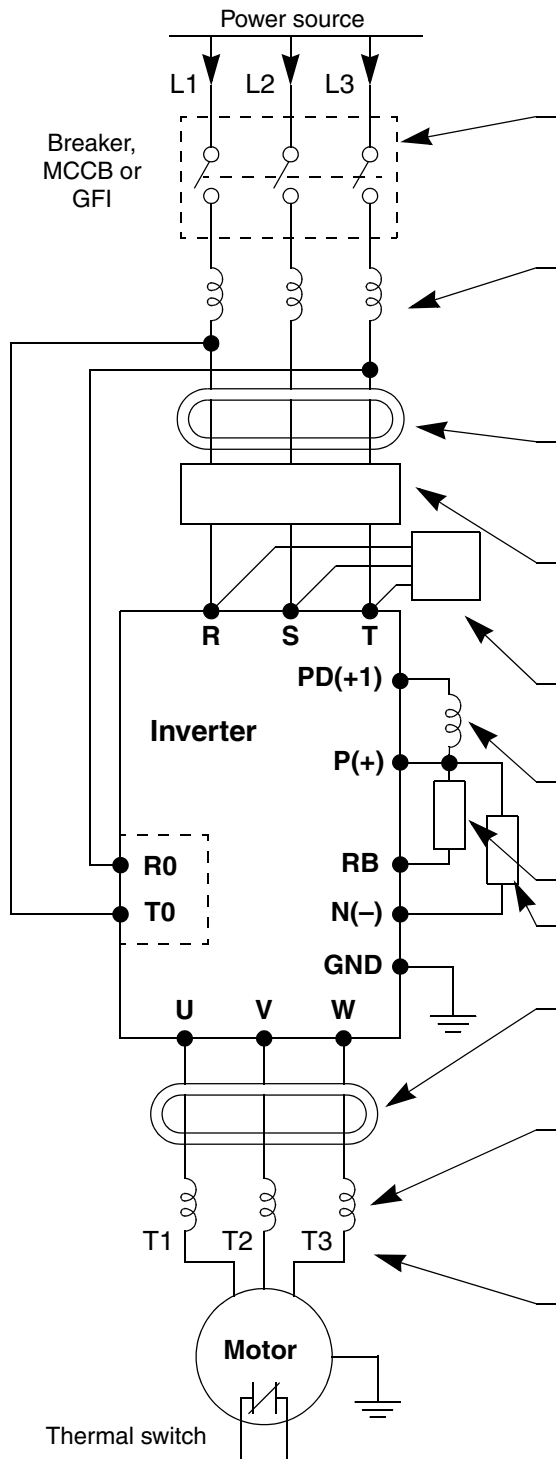 Power source
L1 L2 L3
Breaker,
MCCB or
GFI
R S T
PD(+1)
Inverter
P(+)
R0
RB
T0
N(–)
GND
U V W
T1 T2 T3
Motor
Thermal switch